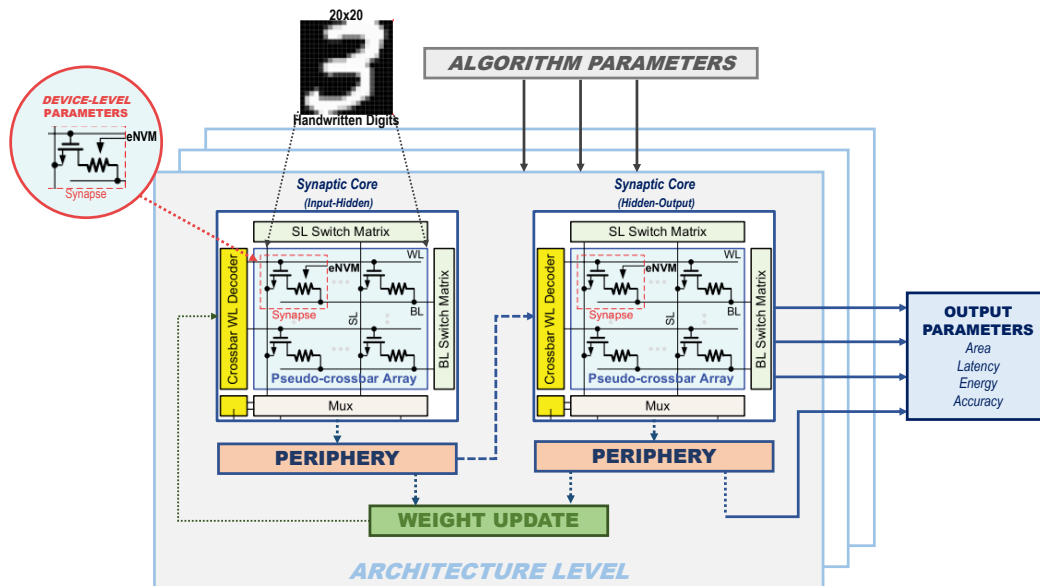 20x20
Handwritten Digits
ALGORITHM PARAMETERS
DEVICE-LEVEL
PARAMETERS
eNVM
Synapse
Synaptic Core
(Input-Hidden)
SL Switch Matrix
Crossbar WL Decoder
WL
eNVM
Synapse
SL
BL
BL Switch Matrix
Pseudo-crossbar Array
Mux
PERIPHERY
Synaptic Core
(Hidden-Output)
SL Switch Matrix
Crossbar WL Decoder
WL
eNVM
Synapse
SL
BL
BL Switch Matrix
Pseudo-crossbar Array
Mux
PERIPHERY
OUTPUT
PARAMETERS
Area
Latency
Energy
Accuracy
WEIGHT UPDATE
ARCHITECTURE LEVEL